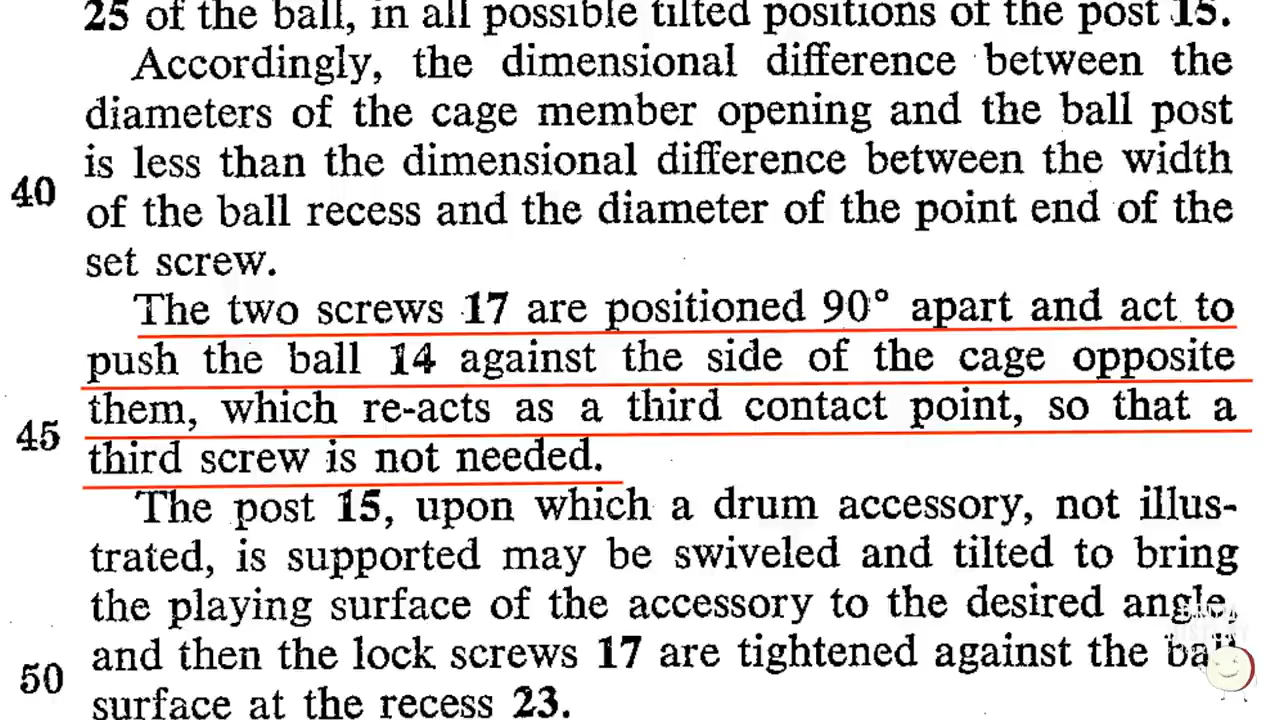 25 of the ball, in all possible tilted positions of the post 15.
Accordingly, the dimensional difference between the
diameters of the cage member opening and the ball post
is less than the dimensional difference between the width
40
of the ball recess and the diameter of the point end of the
set screw.
The two screws 17 are positioned 90° apart and act to
push the ball 14 against the side of the cage opposite
them, which re-acts as a third contact point, so that a
45
third screw is not needed.
The post 15, upon which a drum accessory, not illus-
trated, is supported may be swiveled and tilted to bring
the playing surface of the accessory to the desired angle
and then the lock screws 17 are tightened against the ball
50
surface at the recess 23.